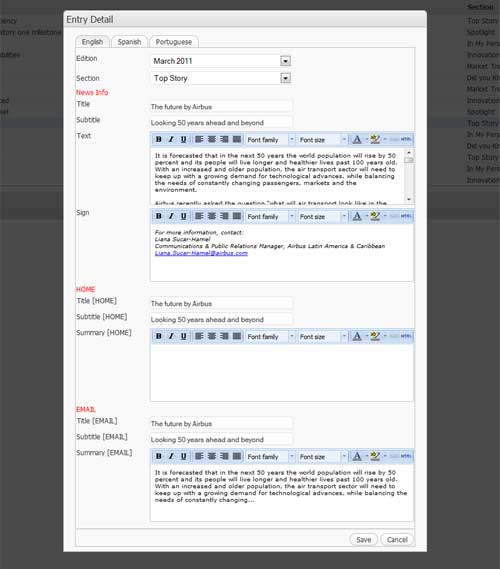 Section
Top Story
Spotlight
In My Pers
Innovation
Market Tre
Did you Kn
Innovation
Spotlight
Top Story
In My Pers
Did you Kn
Top Story
In My Pers
Innovation
Entry Detail
English Spanish Portuguese
Edition March 2011
Section Top Story
News Info
Title The future by Airbus
Subtitle Looking 50 years ahead and beyond
Text B I U Font family Font size A ab HTML
It is forecasted that in the next 50 years the world population will rise by 50
percent and its people will live longer and healthier lives past 100 years old.
With an increased and older population, the air transport sector will need to
keep up with a growing demand for technological advances, while balancing
the needs of constantly changing passengers, markets and the
environment.
Airbus recently asked the question "what will air transport look like in the
Sign B I U Font family Font size A ab HTML
For more information, contact:
Liana Sucar-Hamel
Communications & Public Relations Manager, Airbus Latin America & Caribbean
Liana.Sucar-Hamel@airbus.com
HOME
Title [HOME] The future by Airbus
Subtitle [HOME] Looking 50 years ahead and beyond
Summary [HOME] B I U Font family Font size A ab HTML
EMAIL
Title [EMAIL] The future by Airbus
Subtitle [EMAIL] Looking 50 years ahead and beyond
Summary [EMAIL] B I U Font family Font size A ab HTML
It is forecasted that in the next 50 years the world population will rise by 50
percent and its people will live longer and healthier lives past 100 years old.
With an increased and older population, the air transport sector will need to
keep up with a growing demand for technological advances, while balancing the
needs of constantly changing...
Save Cancel